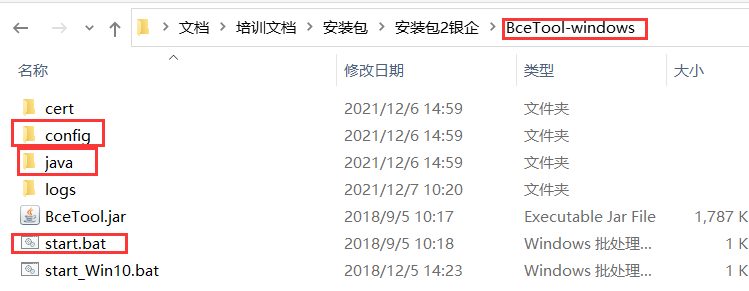 文档 > 培训文档 > 安装包 > 安装包2银企 > BceTool-windows
名称 修改日期 类型 大小
cert 2021/12/6 14:59 文件夹
config 2021/12/6 14:59 文件夹
java 2021/12/6 14:59 文件夹
logs 2021/12/7 10:20 文件夹
BceTool.jar 2018/9/5 10:17 Executable Jar File 1,787 K
start.bat 2018/9/5 10:18 Windows 批处理... 1 K
start_Win10.bat 2018/12/5 14:23 Windows 批处理... 1 K